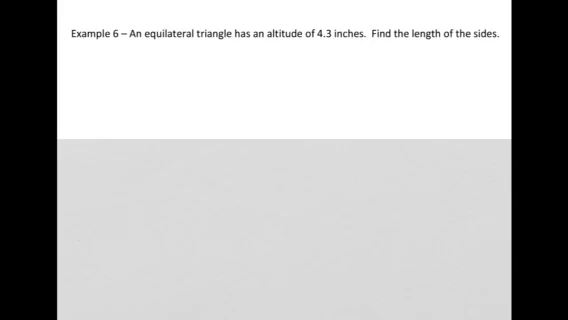 Example 6 – An equilateral triangle has an altitude of 4.3 inches.  Find the length of the sides.